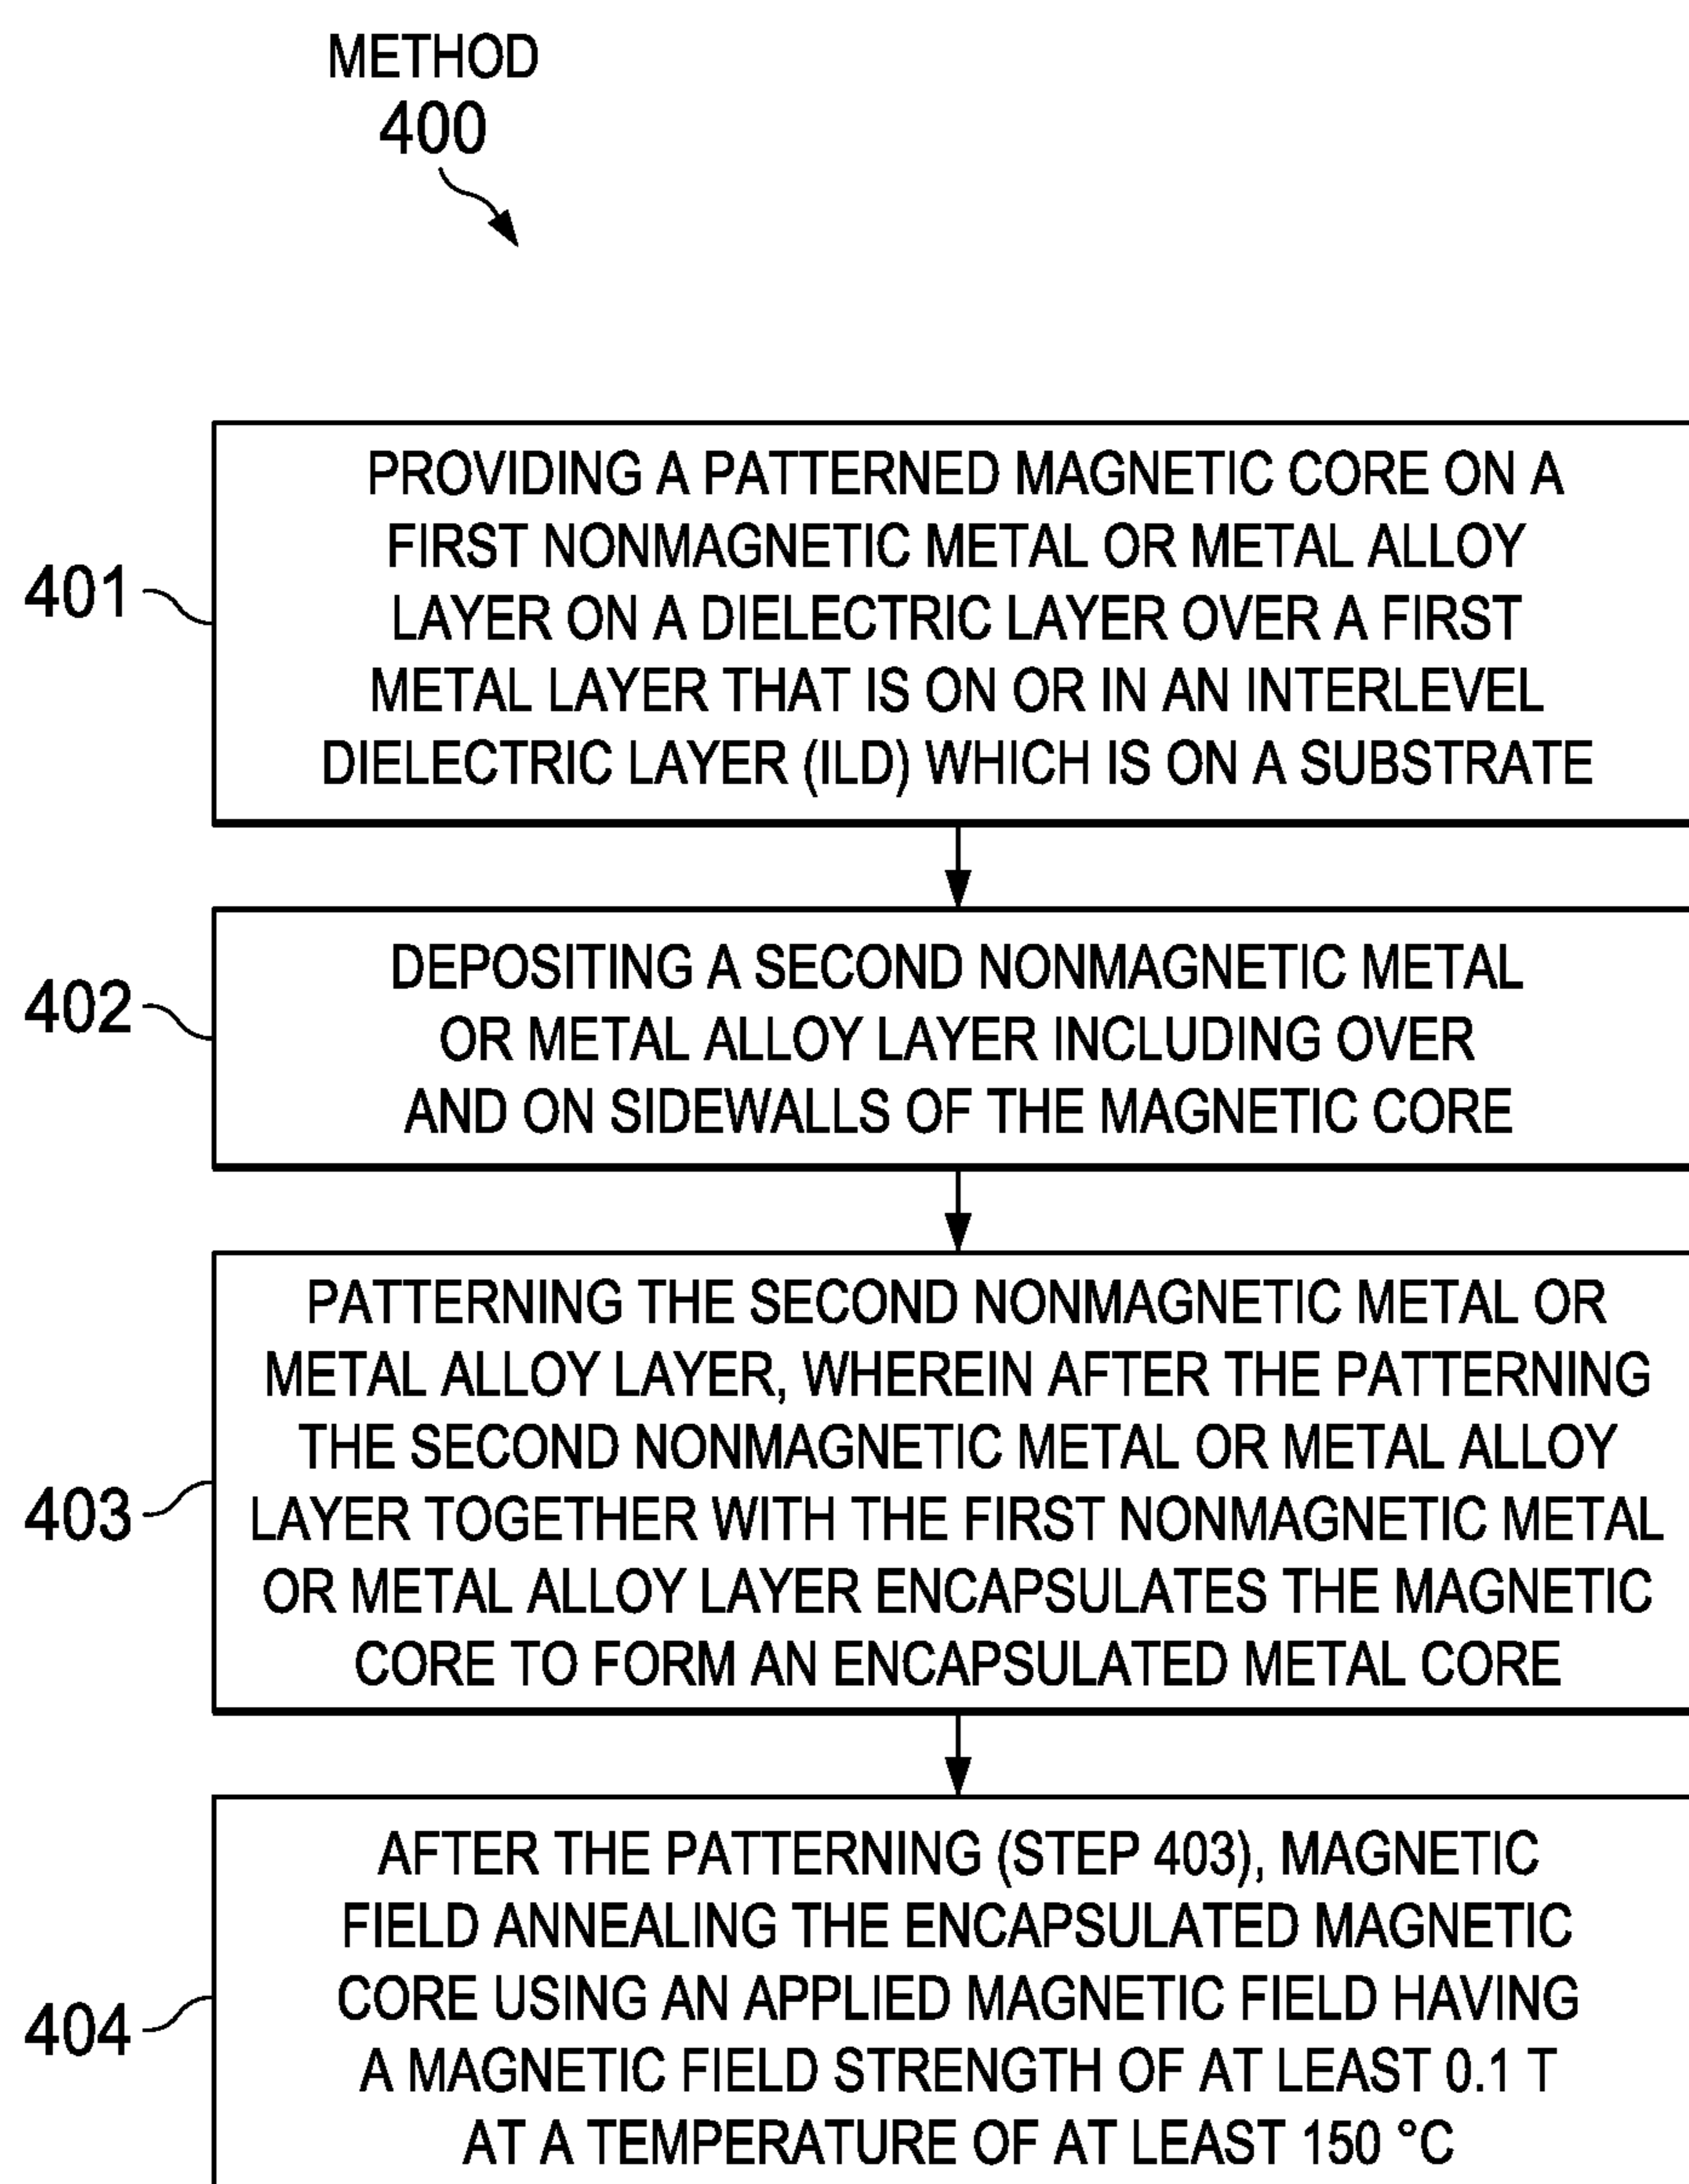 METHOD
400
401
PROVIDING A PATTERNED MAGNETIC CORE ON A
FIRST NONMAGNETIC METAL OR METAL ALLOY
LAYER ON A DIELECTRIC LAYER OVER A FIRST
METAL LAYER THAT IS ON OR IN AN INTERLEVEL
DIELECTRIC LAYER (ILD) WHICH IS ON A SUBSTRATE
402
DEPOSITING A SECOND NONMAGNETIC METAL
OR METAL ALLOY LAYER INCLUDING OVER
AND ON SIDEWALLS OF THE MAGNETIC CORE
403
PATTERNING THE SECOND NONMAGNETIC METAL OR
METAL ALLOY LAYER, WHEREIN AFTER THE PATTERNING
THE SECOND NONMAGNETIC METAL OR METAL ALLOY
LAYER TOGETHER WITH THE FIRST NONMAGNETIC METAL
OR METAL ALLOY LAYER ENCAPSULATES THE MAGNETIC
CORE TO FORM AN ENCAPSULATED METAL CORE
404
AFTER THE PATTERNING (STEP 403), MAGNETIC
FIELD ANNEALING THE ENCAPSULATED MAGNETIC
CORE USING AN APPLIED MAGNETIC FIELD HAVING
A MAGNETIC FIELD STRENGTH OF AT LEAST 0.1 T
AT A TEMPERATURE OF AT LEAST 150 °C